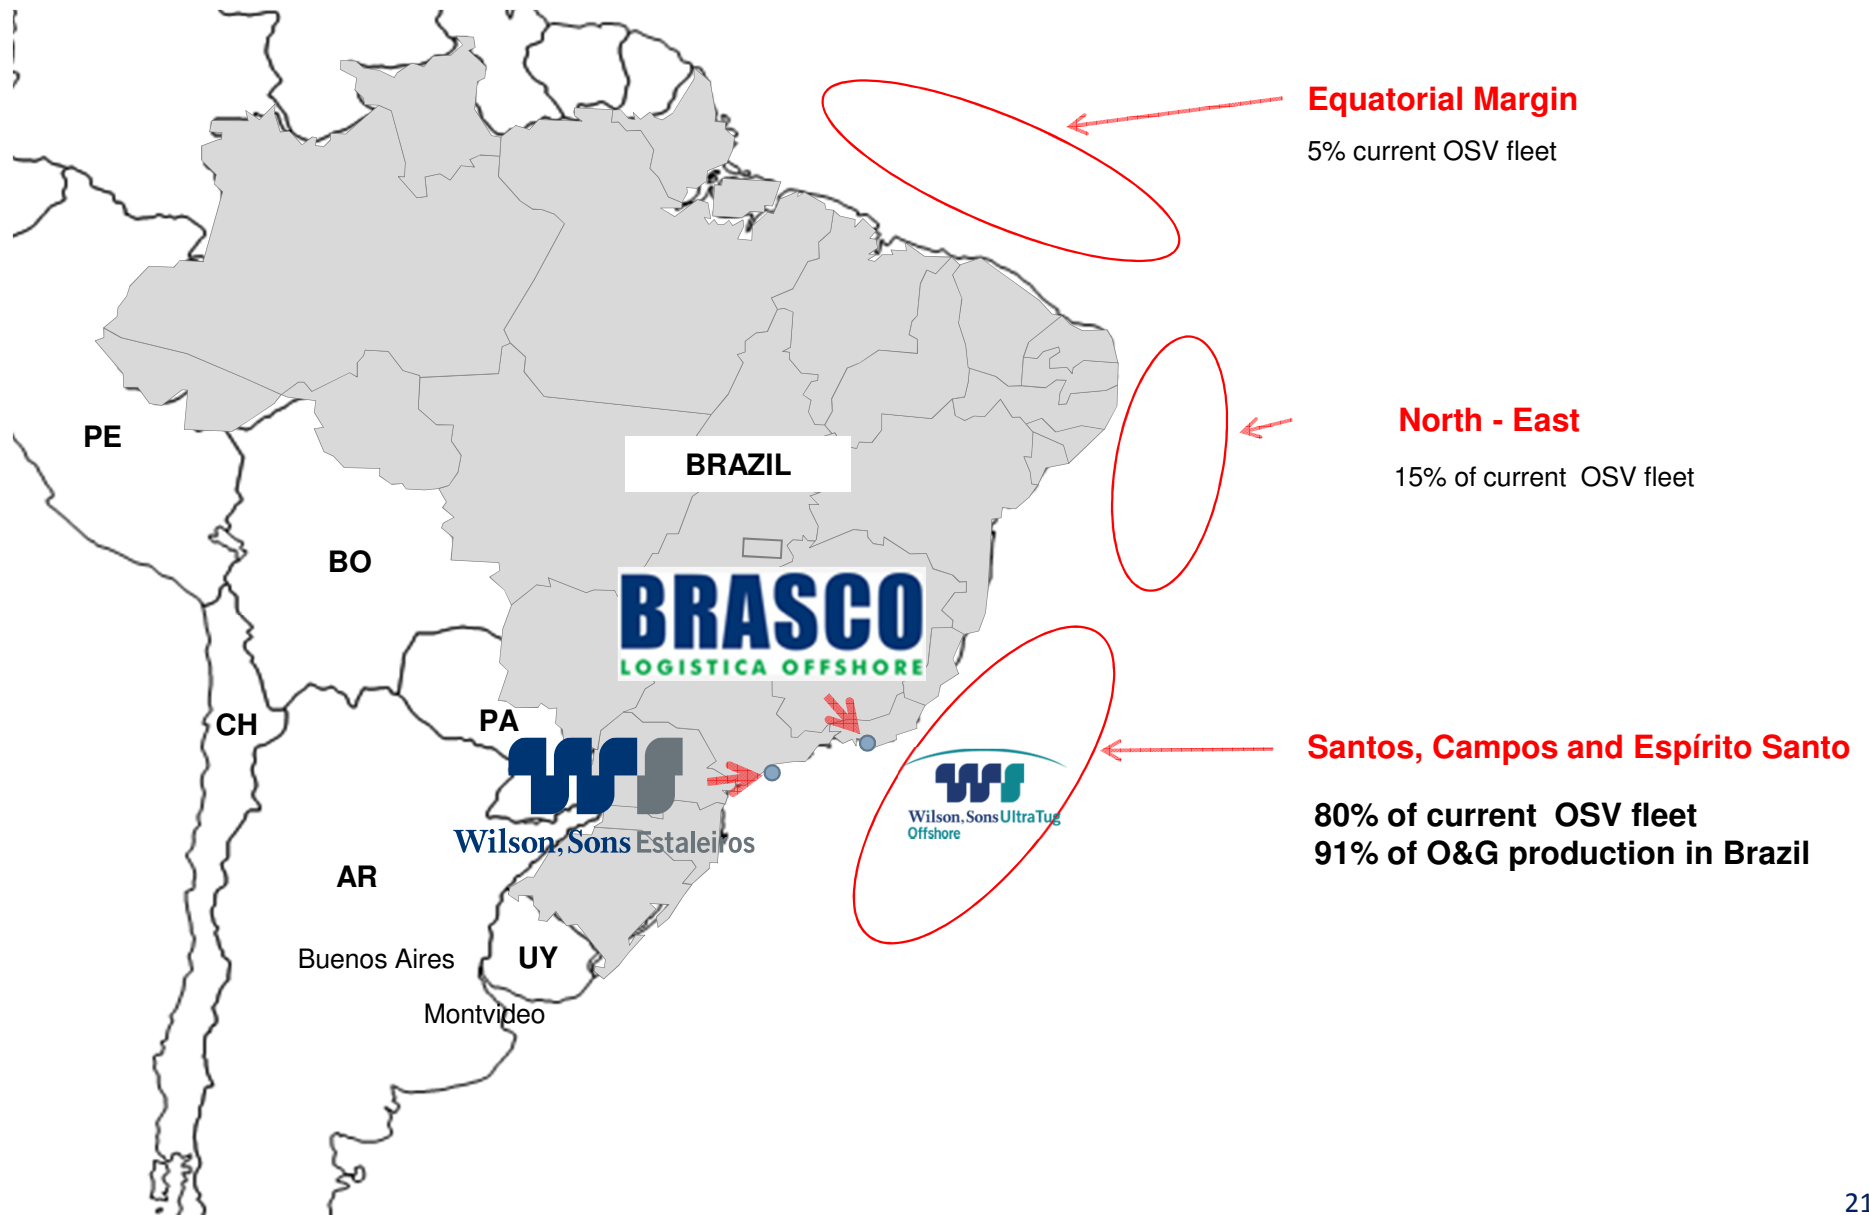 Equatorial Margin
5% current OSV fleet
North - East
15% of current OSV fleet
PE
BRAZIL
BO
BRASCO
LOGISTICA OFFSHORE
CH
PA
Wilson, Sons Estaleiros
Wilson, Sons UltraTug
Offshore
Santos, Campos and Espírito Santo
80% of current OSV fleet
91% of O&G production in Brazil
AR
Buenos Aires
UY
Montvideo
21